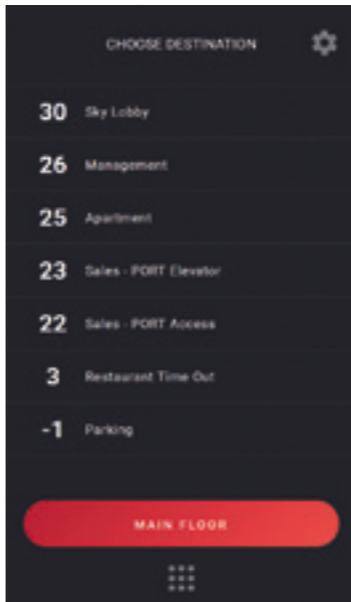 CHOOSE DESTINATION
30 Sky Lobby
26 Management
25 Apartment
23 Sales - PORT Elevator
22 Sales - PORT Access
3 Restaurant Time Out
-1 Parking
MAIN FLOOR